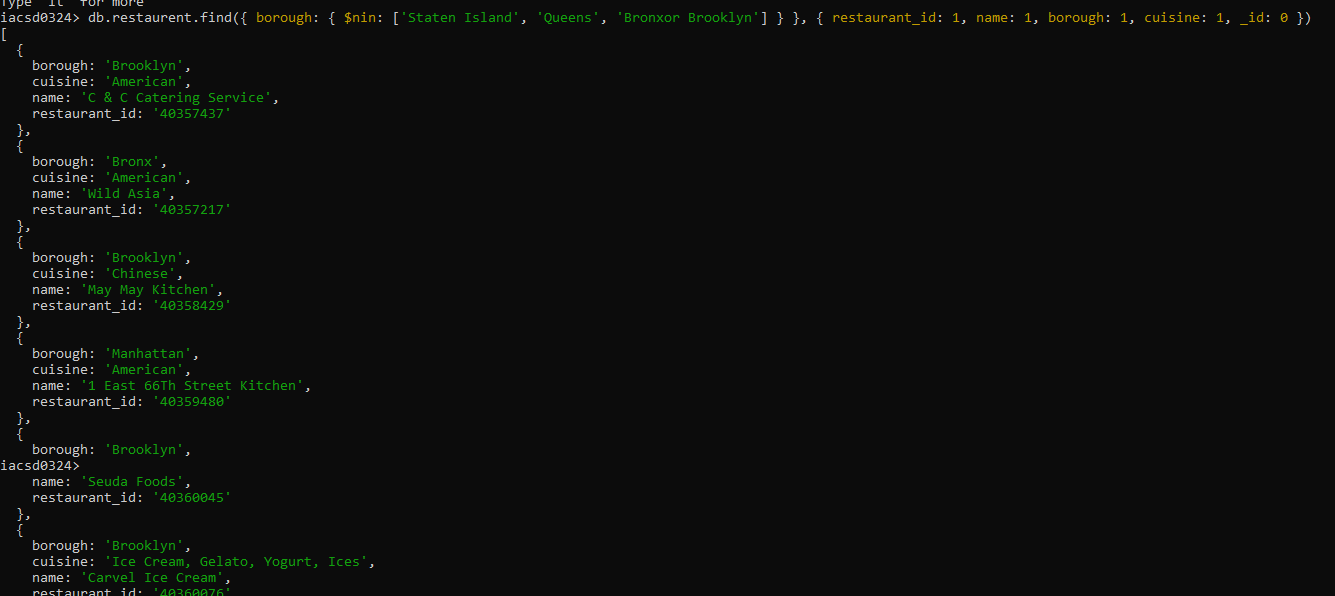 Type "it" for more
iacsd0324> db.restaurent.find({ borough: { $nin: ['Staten Island', 'Queens', 'Bronxor Brooklyn'] } }, { restaurant_id: 1, name: 1, borough: 1, cuisine: 1, _id: 0 })
[
  {
    borough: 'Brooklyn',
    cuisine: 'American',
    name: 'C & C Catering Service',
    restaurant_id: '40357437'
  },
  {
    borough: 'Bronx',
    cuisine: 'American',
    name: 'Wild Asia',
    restaurant_id: '40357217'
  },
  {
    borough: 'Brooklyn',
    cuisine: 'Chinese',
    name: 'May May Kitchen',
    restaurant_id: '40358429'
  },
  {
    borough: 'Manhattan',
    cuisine: 'American',
    name: '1 East 66Th Street Kitchen',
    restaurant_id: '40359480'
  },
  {
    borough: 'Brooklyn',
iacsd0324>
    name: 'Seuda Foods',
    restaurant_id: '40360045'
  },
  {
    borough: 'Brooklyn',
    cuisine: 'Ice Cream, Gelato, Yogurt, Ices',
    name: 'Carvel Ice Cream',
    restaurant_id: '40360076'